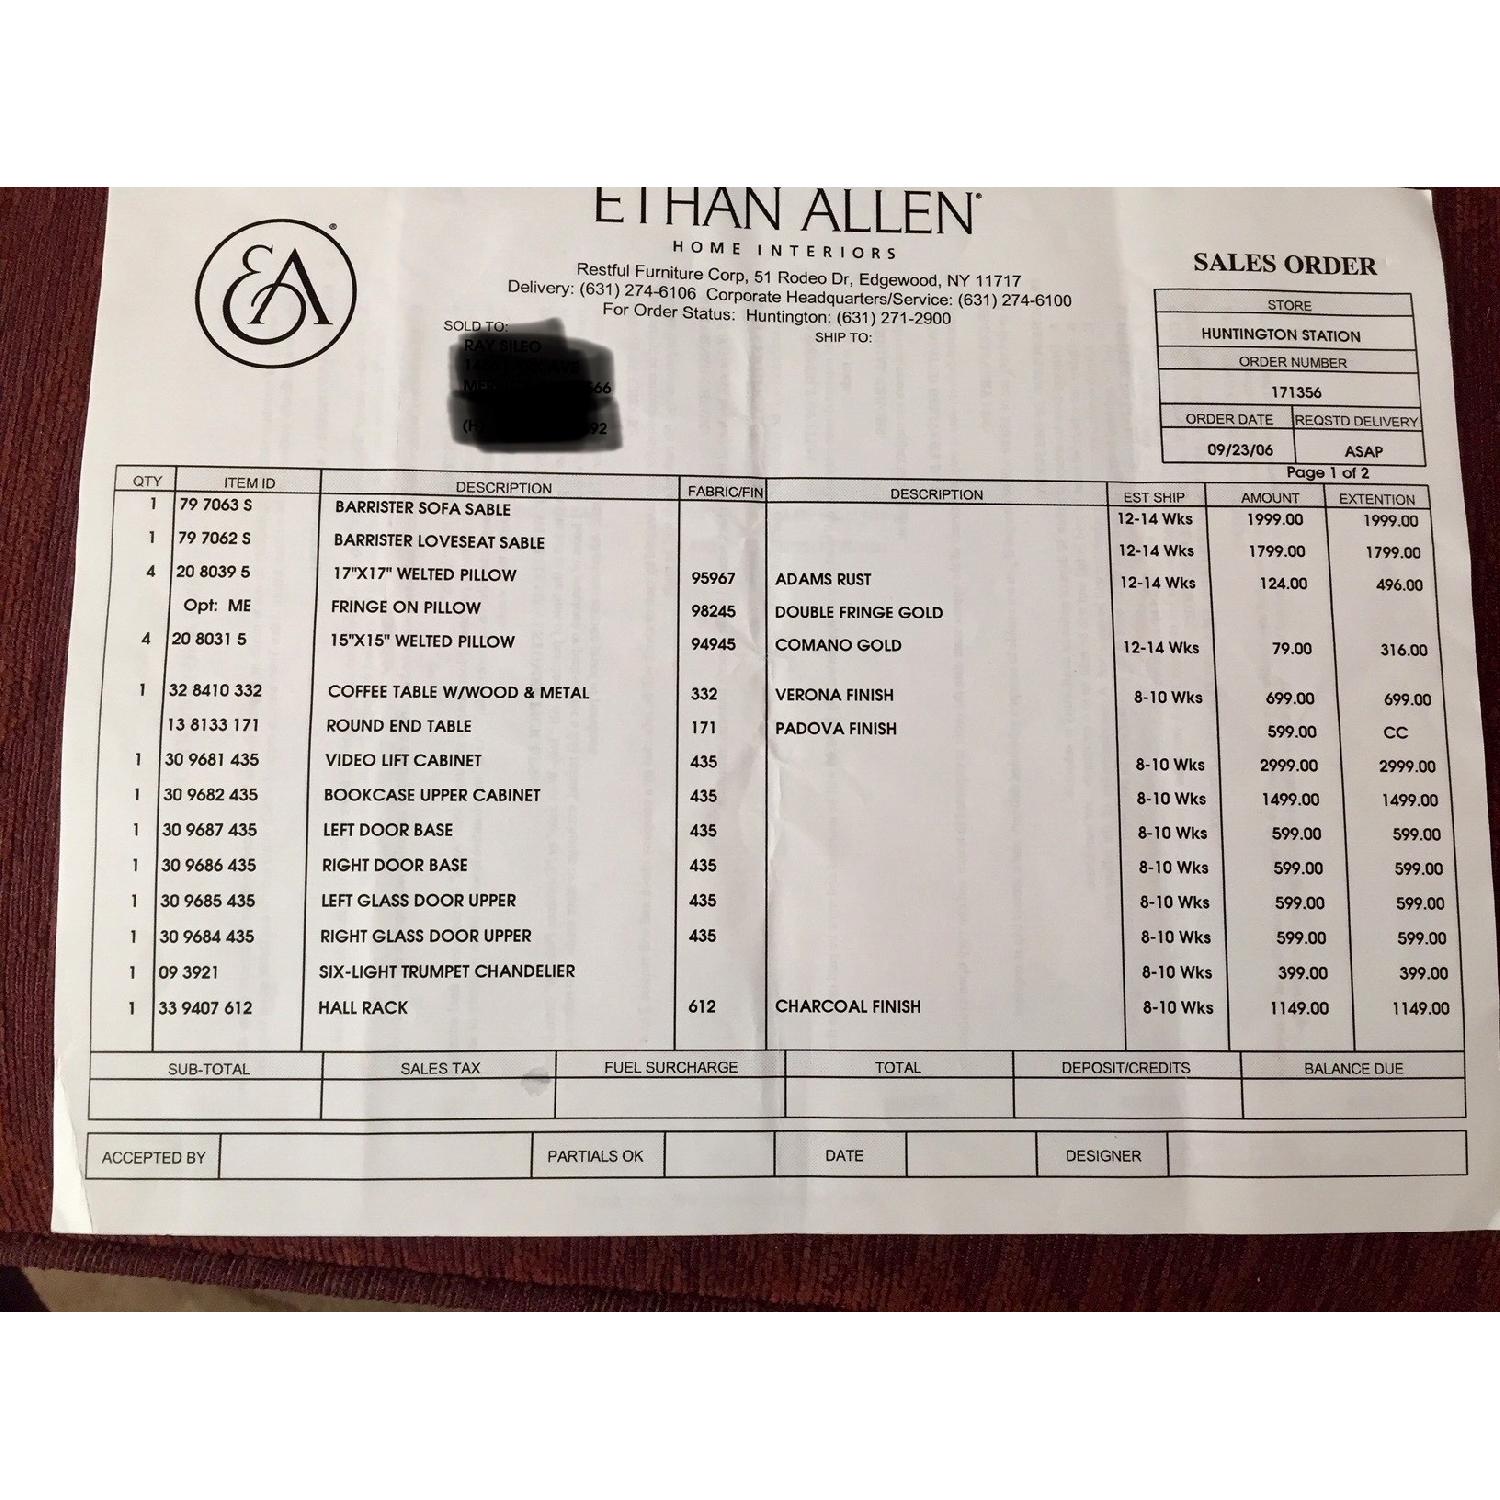 ETHAN ALLEN®
HOME INTERIORS
Restful Furniture Corp, 51 Rodeo Dr, Edgewood, NY 11717
Delivery: (631) 274-6106 Corporate Headquarters/Service: (631) 274-6100
For Order Status: Huntington: (631) 271-2900
EA®
SOLD TO:
SHIP TO:
SALES ORDER
STORE
HUNTINGTON STATION
ORDER NUMBER
171356
ORDER DATE REQSTD DELIVERY
09/23/06 ASAP
Page 1 of 2
QTY ITEM ID DESCRIPTION FABRIC/FIN DESCRIPTION EST SHIP AMOUNT EXTENTION
1 79 7063 S BARRISTER SOFA SABLE 12-14 Wks 1999.00 1999.00
1 79 7062 S BARRISTER LOVESEAT SABLE 12-14 Wks 1799.00 1799.00
4 20 8039 5 17"X17" WELTED PILLOW 95967 ADAMS RUST 12-14 Wks 124.00 496.00
Opt: ME FRINGE ON PILLOW 98245 DOUBLE FRINGE GOLD
4 20 8031 5 15"X15" WELTED PILLOW 94945 COMANO GOLD 12-14 Wks 79.00 316.00
1 32 8410 332 COFFEE TABLE W/WOOD & METAL 332 VERONA FINISH 8-10 Wks 699.00 699.00
13 8133 171 ROUND END TABLE 171 PADOVA FINISH 599.00 CC
1 30 9681 435 VIDEO LIFT CABINET 435 8-10 Wks 2999.00 2999.00
1 30 9682 435 BOOKCASE UPPER CABINET 435 8-10 Wks 1499.00 1499.00
1 30 9687 435 LEFT DOOR BASE 435 8-10 Wks 599.00 599.00
1 30 9686 435 RIGHT DOOR BASE 435 8-10 Wks 599.00 599.00
1 30 9685 435 LEFT GLASS DOOR UPPER 435 8-10 Wks 599.00 599.00
1 30 9684 435 RIGHT GLASS DOOR UPPER 435 8-10 Wks 599.00 599.00
1 09 3921 SIX-LIGHT TRUMPET CHANDELIER 8-10 Wks 399.00 399.00
1 33 9407 612 HALL RACK 612 CHARCOAL FINISH 8-10 Wks 1149.00 1149.00
SUB-TOTAL SALES TAX FUEL SURCHARGE TOTAL DEPOSIT/CREDITS BALANCE DUE
ACCEPTED BY PARTIALS OK DATE DESIGNER